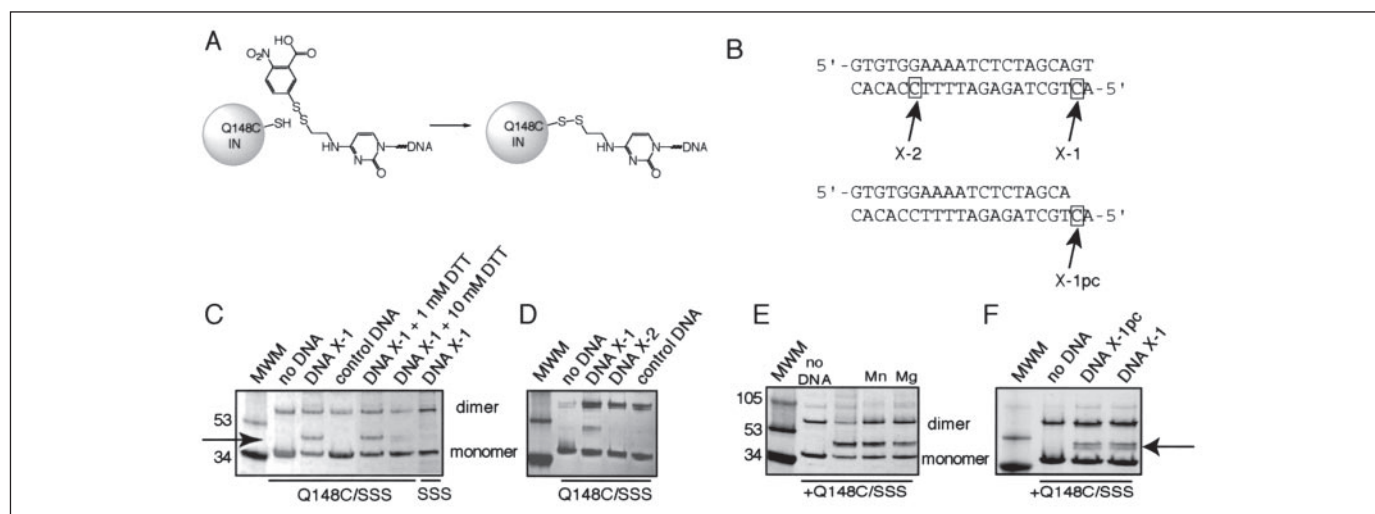 A
O₂N
HO
O
S
S
Q148C
IN
SH
HN
N
N
O
DNA
Q148C
IN
S
S
HN
N
N
O
DNA
B
5'-GTGTGGAAAATCTCTAGCAGT
CACACCTTTTAGAGATCGTCA-5'
X-2
X-1
5'-GTGTGGAAAATCTCTAGCA
CACACCTTTTAGAGATCGTCA-5'
X-1pc
C
MWM
no DNA
DNA X-1
control DNA
DNA X-1 + 1 mM DTT
DNA X-1 + 10 mM DTT
DNA X-1
53
34
dimer
monomer
Q148C/SSS
SSS
D
MWM
no DNA
DNA X-1
DNA X-2
control DNA
Q148C/SSS
E
MWM
no
DNA
Mn
Mg
105
53
34
dimer
monomer
+Q148C/SSS
F
MWM
no DNA
DNA X-1pc
DNA X-1
+Q148C/SSS